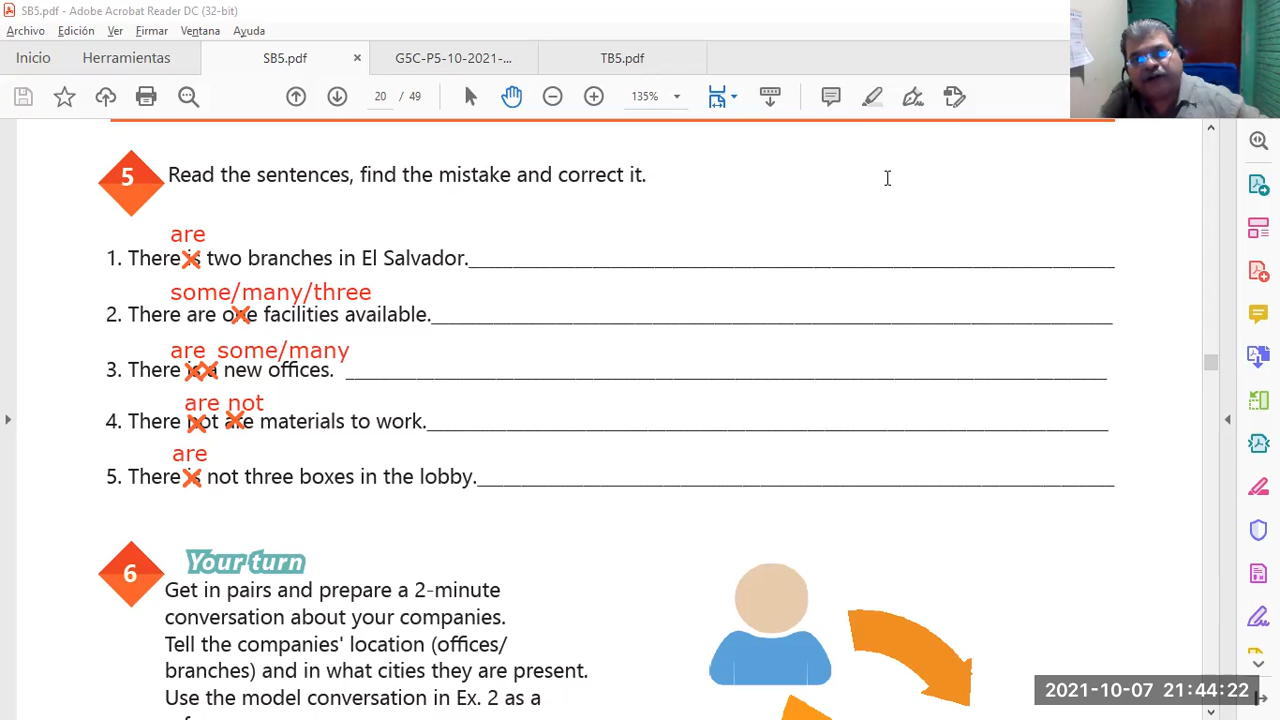 SB5.pdf - Adobe Acrobat Reader DC (32-bit)
Archivo Edición Ver Firmar Ventana Ayuda
Inicio Herramientas SB5.pdf × G5C-P5-10-2021-... TB5.pdf
20 / 49 135%
5 Read the sentences, find the mistake and correct it.
are
1. There is two branches in El Salvador.
some/many/three
2. There are one facilities available.
are some/many
3. There is a new offices.
are not
4. There not are materials to work.
are
5. There is not three boxes in the lobby.
6 Your turn
Get in pairs and prepare a 2-minute
conversation about your companies.
Tell the companies' location (offices/
branches) and in what cities they are present.
Use the model conversation in Ex. 2 as a
2021-10-07 21:44:22